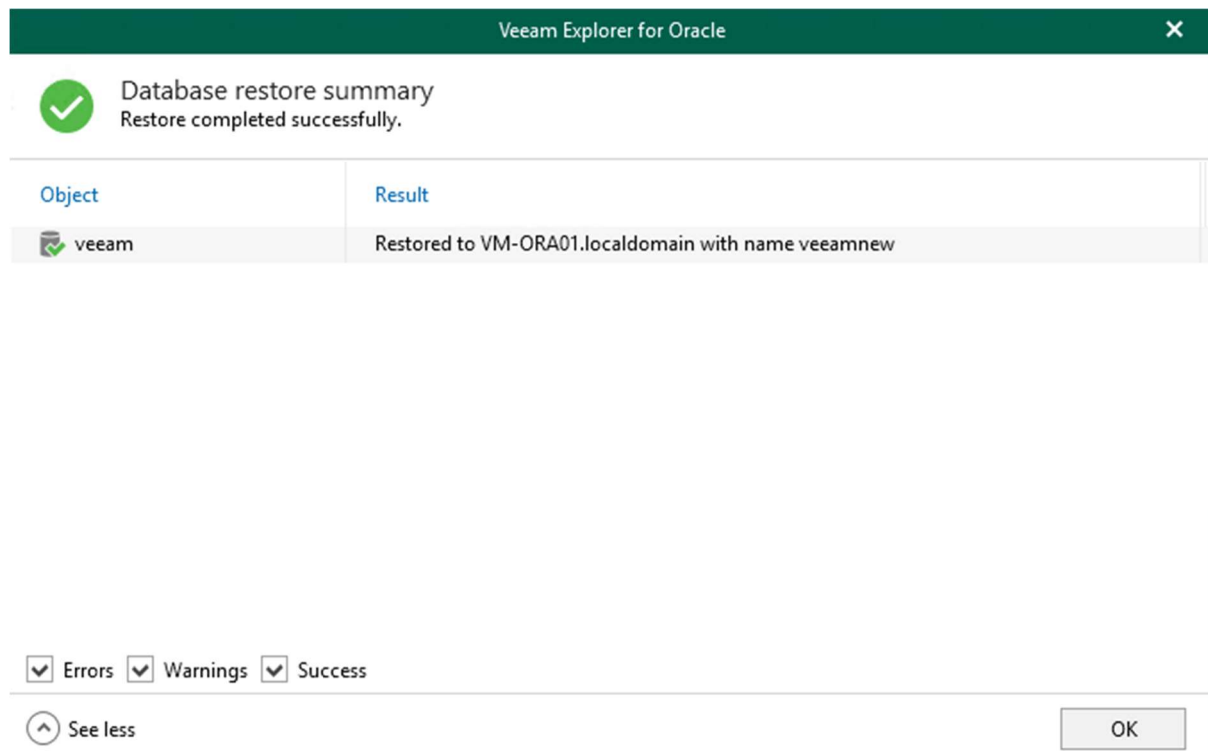 Veeam Explorer for Oracle
Database restore summary
Restore completed successfully.
Object Result
veeam Restored to VM-ORA01.localdomain with name veeamnew
Errors Warnings Success
See less OK